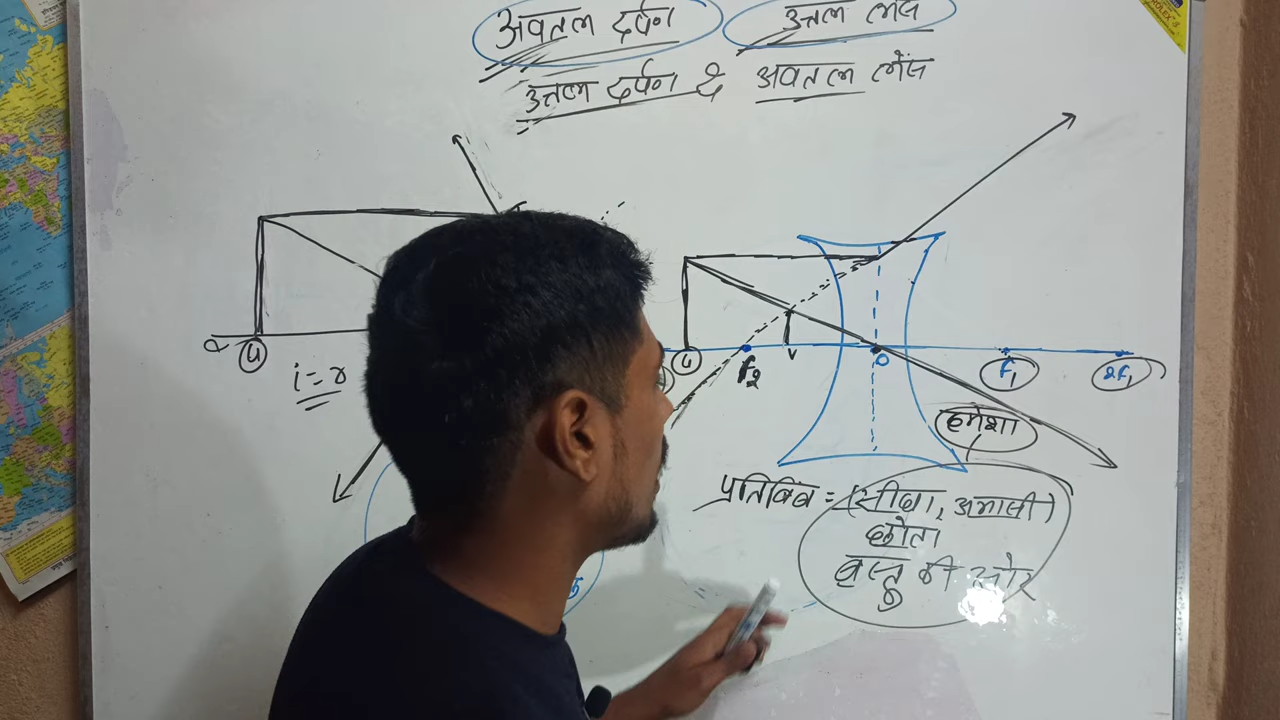 अवतल दर्पण उत्तल लेंस
उत्तल दर्पण & अवतल लेंस
u
i = r
u
F2
v
O
F1
2F1
हमेशा
प्रतिबिंब = (सीधा, आभासी)
छोटा
वस्तु की ओर